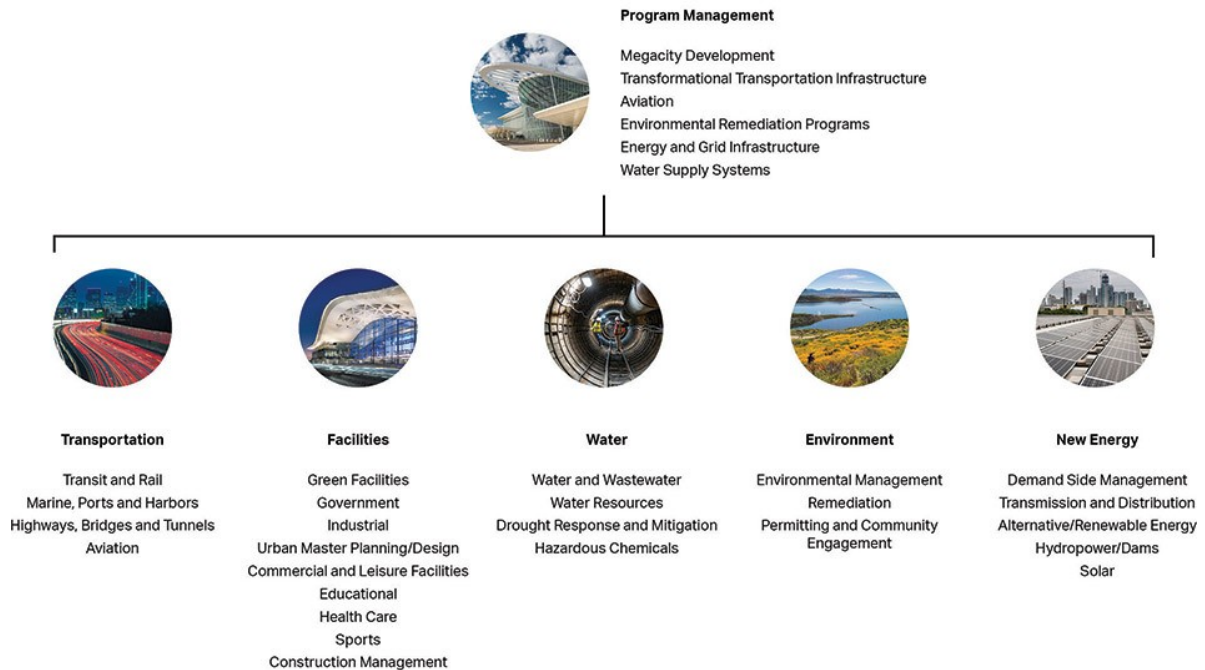 Program Management
Megacity Development
Transformational Transportation Infrastructure
Aviation
Environmental Remediation Programs
Energy and Grid Infrastructure
Water Supply Systems
Transportation
Transit and Rail
Marine, Ports and Harbors
Highways, Bridges and Tunnels
Aviation
Facilities
Green Facilities
Government
Industrial
Urban Master Planning/Design
Commercial and Leisure Facilities
Educational
Health Care
Sports
Construction Management
Water
Water and Wastewater
Water Resources
Drought Response and Mitigation
Hazardous Chemicals
Environment
Environmental Management
Remediation
Permitting and Community
Engagement
New Energy
Demand Side Management
Transmission and Distribution
Alternative/Renewable Energy
Hydropower/Dams
Solar